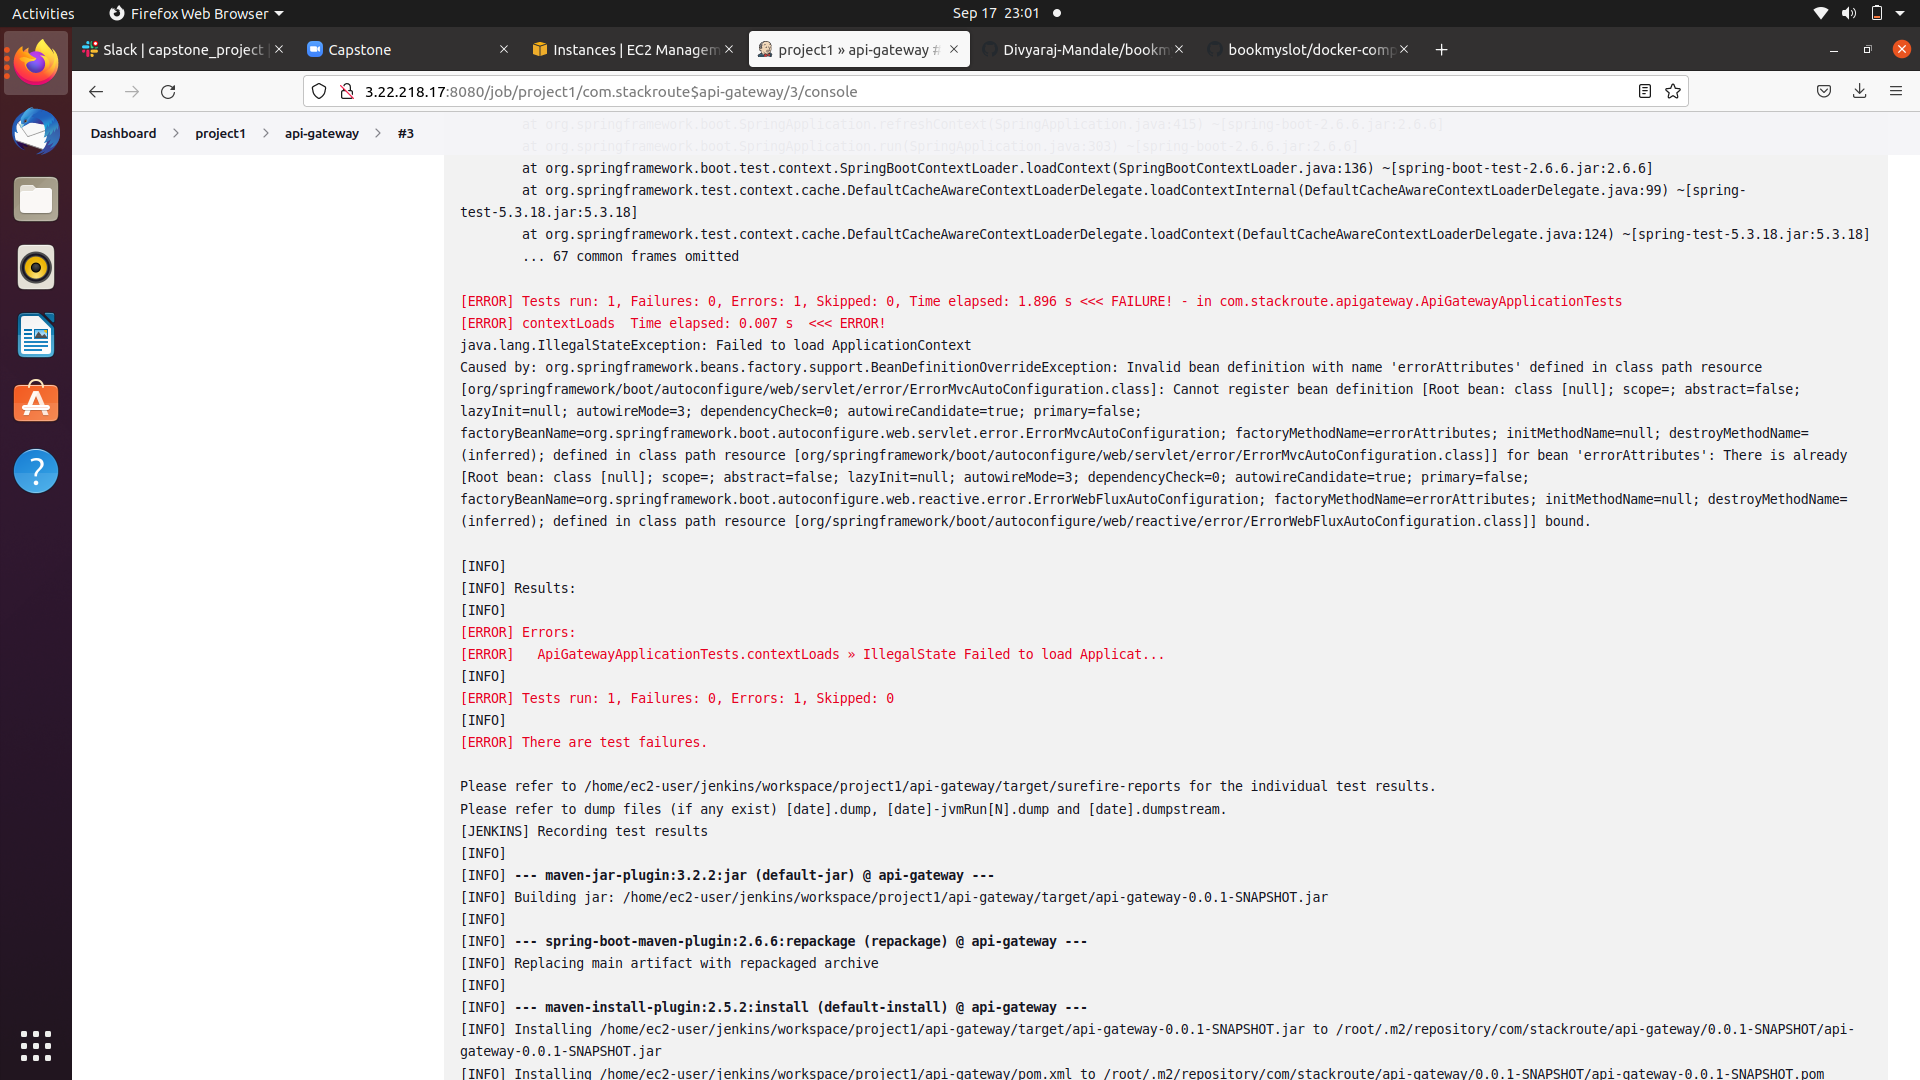 Activities
Firefox Web Browser
Sep 17 23:01
Slack | capstone_project |
Capstone
Instances | EC2 Managem
project1 » api-gateway #
Divyaraj-Mandale/bookm
bookmyslot/docker-comp
3.22.218.17:8080/job/project1/com.stackroute$api-gateway/3/console
Dashboard
project1
api-gateway
#3
at org.springframework.boot.SpringApplication.refreshContext(SpringApplication.java:415) ~[spring-boot-2.6.6.jar:2.6.6]
at org.springframework.boot.SpringApplication.run(SpringApplication.java:303) ~[spring-boot-2.6.6.jar:2.6.6]
at org.springframework.boot.test.context.SpringBootContextLoader.loadContext(SpringBootContextLoader.java:136) ~[spring-boot-test-2.6.6.jar:2.6.6]
at org.springframework.test.context.cache.DefaultCacheAwareContextLoaderDelegate.loadContextInternal(DefaultCacheAwareContextLoaderDelegate.java:99) ~[spring-
test-5.3.18.jar:5.3.18]
at org.springframework.test.context.cache.DefaultCacheAwareContextLoaderDelegate.loadContext(DefaultCacheAwareContextLoaderDelegate.java:124) ~[spring-test-5.3.18.jar:5.3.18]
... 67 common frames omitted
[ERROR] Tests run: 1, Failures: 0, Errors: 1, Skipped: 0, Time elapsed: 1.896 s <<< FAILURE! - in com.stackroute.apigateway.ApiGatewayApplicationTests
[ERROR] contextLoads  Time elapsed: 0.007 s  <<< ERROR!
java.lang.IllegalStateException: Failed to load ApplicationContext
Caused by: org.springframework.beans.factory.support.BeanDefinitionOverrideException: Invalid bean definition with name 'errorAttributes' defined in class path resource
[org/springframework/boot/autoconfigure/web/servlet/error/ErrorMvcAutoConfiguration.class]: Cannot register bean definition [Root bean: class [null]; scope=; abstract=false;
lazyInit=null; autowireMode=3; dependencyCheck=0; autowireCandidate=true; primary=false;
factoryBeanName=org.springframework.boot.autoconfigure.web.servlet.error.ErrorMvcAutoConfiguration; factoryMethodName=errorAttributes; initMethodName=null; destroyMethodName=
(inferred); defined in class path resource [org/springframework/boot/autoconfigure/web/servlet/error/ErrorMvcAutoConfiguration.class]] for bean 'errorAttributes': There is already
[Root bean: class [null]; scope=; abstract=false; lazyInit=null; autowireMode=3; dependencyCheck=0; autowireCandidate=true; primary=false;
factoryBeanName=org.springframework.boot.autoconfigure.web.reactive.error.ErrorWebFluxAutoConfiguration; factoryMethodName=errorAttributes; initMethodName=null; destroyMethodName=
(inferred); defined in class path resource [org/springframework/boot/autoconfigure/web/reactive/error/ErrorWebFluxAutoConfiguration.class]] bound.
[INFO]
[INFO] Results:
[INFO]
[ERROR] Errors:
[ERROR]   ApiGatewayApplicationTests.contextLoads » IllegalState Failed to load Applicat...
[INFO]
[ERROR] Tests run: 1, Failures: 0, Errors: 1, Skipped: 0
[INFO]
[ERROR] There are test failures.
Please refer to /home/ec2-user/jenkins/workspace/project1/api-gateway/target/surefire-reports for the individual test results.
Please refer to dump files (if any exist) [date].dump, [date]-jvmRun[N].dump and [date].dumpstream.
[JENKINS] Recording test results
[INFO]
[INFO] --- maven-jar-plugin:3.2.2:jar (default-jar) @ api-gateway ---
[INFO] Building jar: /home/ec2-user/jenkins/workspace/project1/api-gateway/target/api-gateway-0.0.1-SNAPSHOT.jar
[INFO]
[INFO] --- spring-boot-maven-plugin:2.6.6:repackage (repackage) @ api-gateway ---
[INFO] Replacing main artifact with repackaged archive
[INFO]
[INFO] --- maven-install-plugin:2.5.2:install (default-install) @ api-gateway ---
[INFO] Installing /home/ec2-user/jenkins/workspace/project1/api-gateway/target/api-gateway-0.0.1-SNAPSHOT.jar to /root/.m2/repository/com/stackroute/api-gateway/0.0.1-SNAPSHOT/api-
gateway-0.0.1-SNAPSHOT.jar
[INFO] Installing /home/ec2-user/jenkins/workspace/project1/api-gateway/pom.xml to /root/.m2/repository/com/stackroute/api-gateway/0.0.1-SNAPSHOT/api-gateway-0.0.1-SNAPSHOT.pom